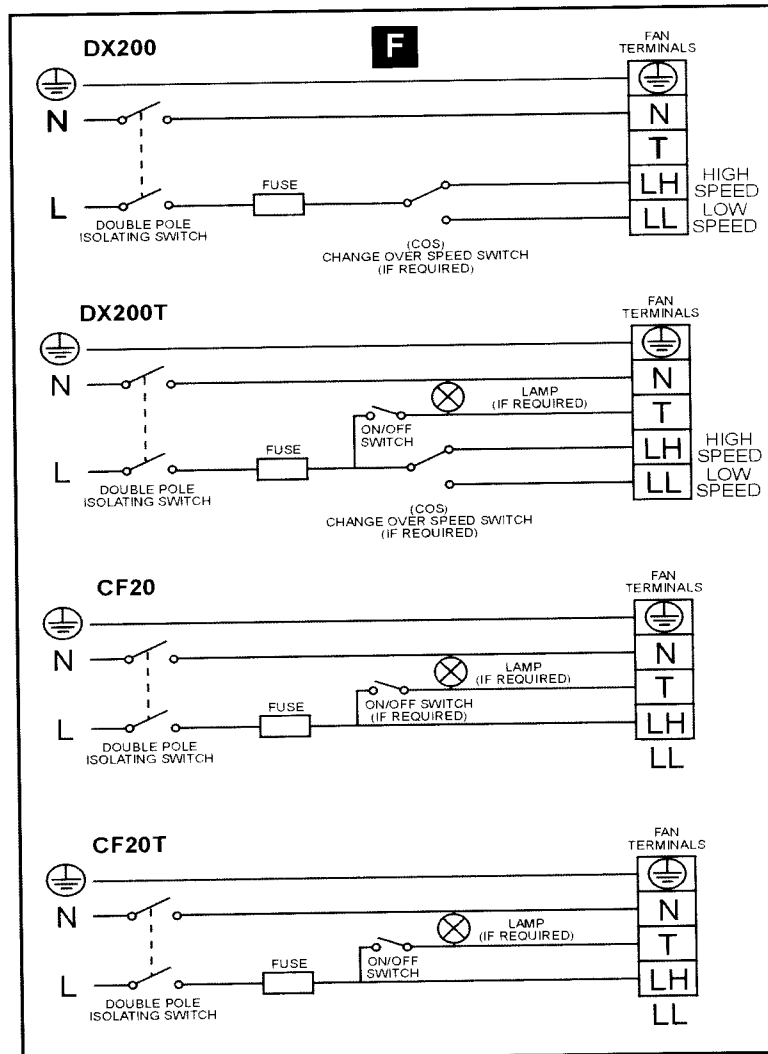 DX200
F
FAN
TERMINALS
N
N
T
L
FUSE
LH
HIGH
SPEED
LL
LOW
SPEED
DOUBLE POLE
ISOLATING SWITCH
(COS)
CHANGE OVER SPEED SWITCH
(IF REQUIRED)
DX200T
FAN
TERMINALS
N
N
LAMP
(IF REQUIRED)
T
ON/OFF
SWITCH
L
FUSE
LH
HIGH
SPEED
LL
LOW
SPEED
DOUBLE POLE
ISOLATING SWITCH
(COS)
CHANGE OVER SPEED SWITCH
(IF REQUIRED)
CF20
FAN
TERMINALS
N
N
LAMP
(IF REQUIRED)
T
ON/OFF SWITCH
(IF REQUIRED)
L
FUSE
LH
LL
DOUBLE POLE
ISOLATING SWITCH
CF20T
FAN
TERMINALS
N
N
LAMP
(IF REQUIRED)
T
ON/OFF
SWITCH
L
FUSE
LH
LL
DOUBLE POLE
ISOLATING SWITCH